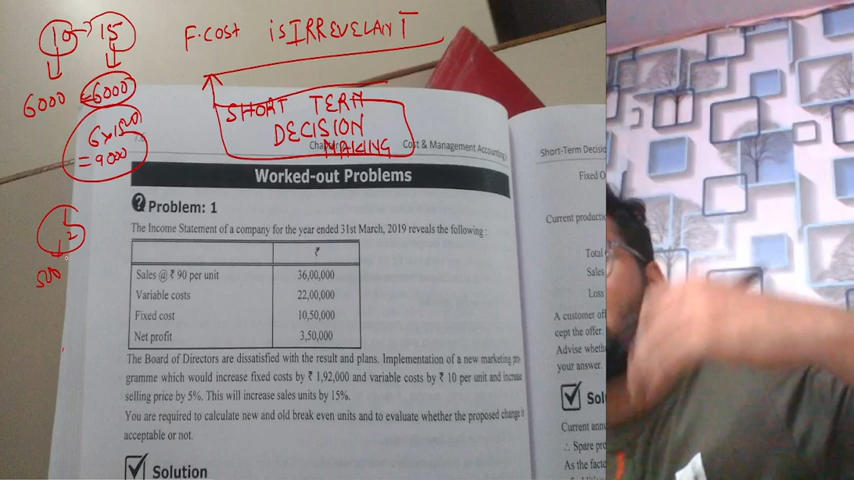 10 15
F.COST is IRREVELANT
6000 6000
6x1500
= 9000
SHORT TERM
DECISION
MAKING
Cost & Management Accounting
Short-Term Decisio
Worked-out Problems
Problem: 1
The Income Statement of a company for the year ended 31st March, 2019 reveals the following :
₹
Sales @ ₹ 90 per unit 36,00,000
Variable costs 22,00,000
Fixed cost 10,50,000
Net profit 3,50,000
The Board of Directors are dissatisfied with the result and plans. Implementation of a new marketing pro-
gramme which would increase fixed costs by ₹ 1,92,000 and variable costs by ₹ 10 per unit and increase
selling price by 5%. This will increase sales units by 15%.
You are required to calculate new and old break even units and to evaluate whether the proposed change is
acceptable or not.
Solution
1
2
500
Fixed O
Current producti
Total
Sales
Loss
A customer off
cept the offer.
Advise wheth
your answer.
Sol
Current ann
∴ Spare pro
As the facto